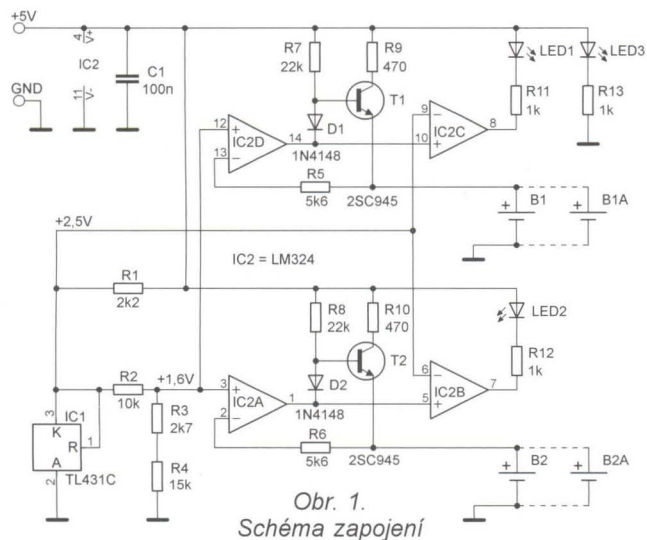 +5V
4 V+
IC2
11 V-
C1
100n
GND
R7
22k
R9
470
T1
D1
1N4148
12 +
13 −
IC2D
14
R5
5k6
2SC945
9 −
10 +
IC2C
8
LED1
R11
1k
LED3
R13
1k
+ B1
+ B1A
+2,5V
IC2 = LM324
R1
2k2
R2
10k
+1,6V
R3
2k7
R4
15k
3
IC1
K
R 1
A
2
TL431C
R8
22k
R10
470
T2
D2
1N4148
3 +
2 −
IC2A
1
R6
5k6
2SC945
6 −
5 +
IC2B
7
LED2
R12
1k
+ B2
+ B2A
Obr. 1.
Schéma zapojení